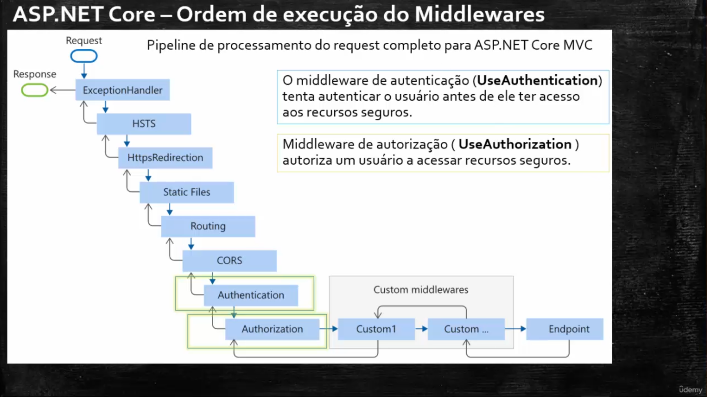 ASP.NET Core – Ordem de execução do Middlewares
Request
Pipeline de processamento do request completo para ASP.NET Core MVC
Response
ExceptionHandler
O middleware de autenticação (UseAuthentication)
tenta autenticar o usuário antes de ele ter acesso
aos recursos seguros.
HSTS
Middleware de autorização ( UseAuthorization )
autoriza um usuário a acessar recursos seguros.
HttpsRedirection
Static Files
Routing
CORS
Authentication
Custom middlewares
Authorization
Custom1
Custom ...
Endpoint
ûdemy